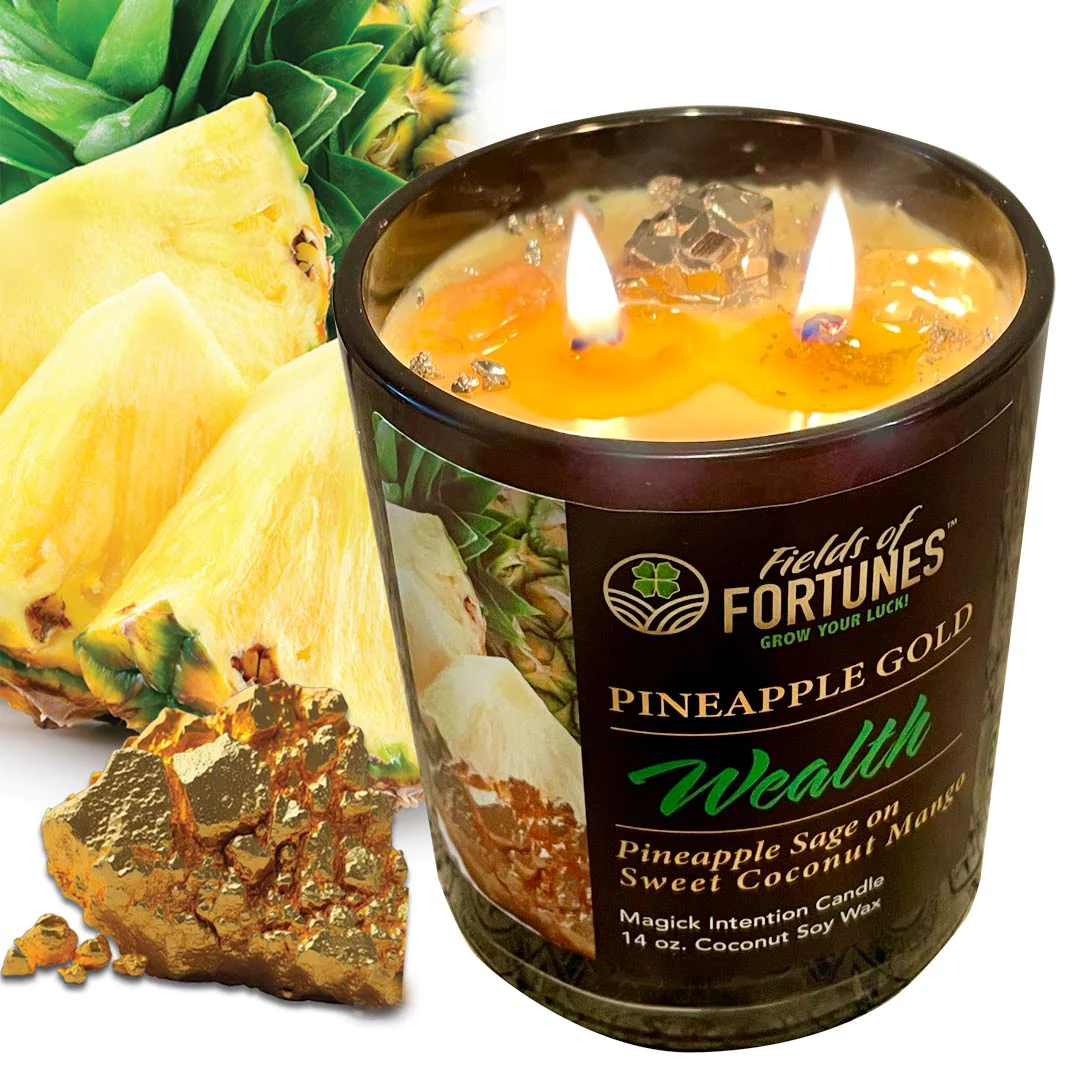 Fields of
FORTUNES™
GROW YOUR LUCK!
PINEAPPLE GOLD
Wealth
Pineapple Sage on
Sweet Coconut Mango
Magick Intention Candle
14 oz. Coconut Soy Wax